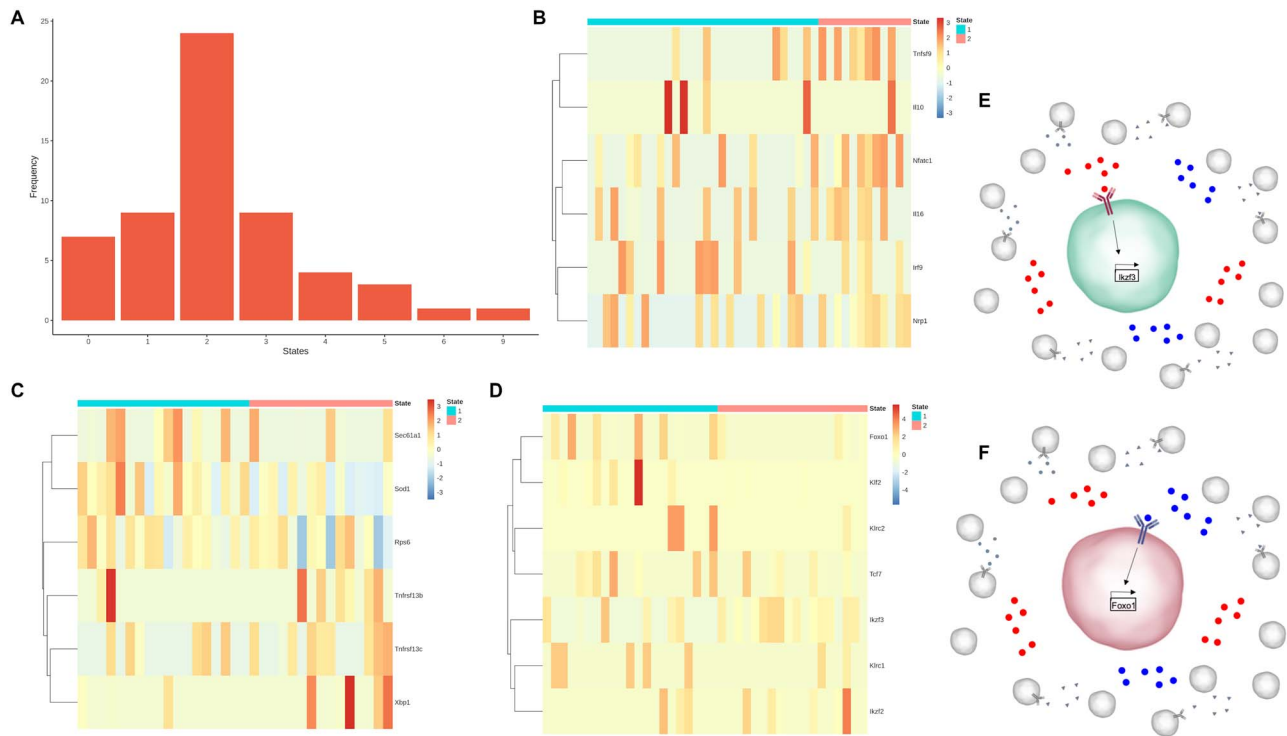 A
25
20
15
10
5
0
Frequency
0 1 2 3 4 5 6 9
States
B
State
Tnfsf9
Il10
Nfatc1
Il16
Irf9
Nrp1
3
2
1
0
-1
-2
-3
State
1
2
C
State
Sec61a1
Sod1
Rps6
Tnfrsf13b
Tnfrsf13c
Xbp1
3
2
1
0
-1
-2
-3
State
1
2
D
State
Foxo1
Klf2
Klrc2
Tcf7
Ikzf3
Klrc1
Ikzf2
4
2
0
-2
-4
State
1
2
E
Ikzf3
F
Foxo1